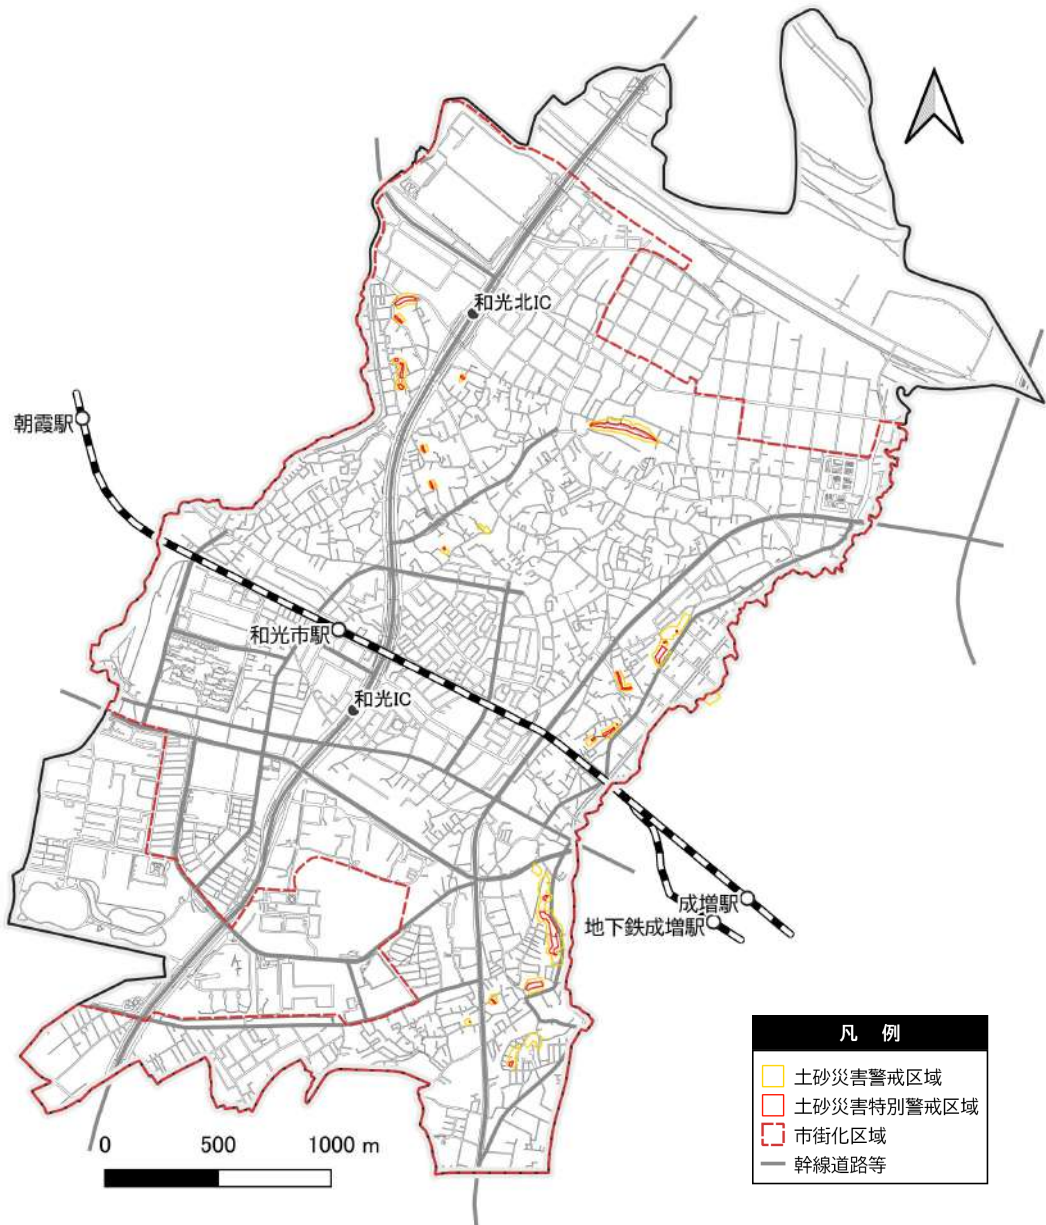 和光北IC
朝霞駅
和光市駅
和光IC
成増駅
地下鉄成増駅
凡 例
土砂災害警戒区域
土砂災害特別警戒区域
市街化区域
幹線道路等
0 500 1000 m